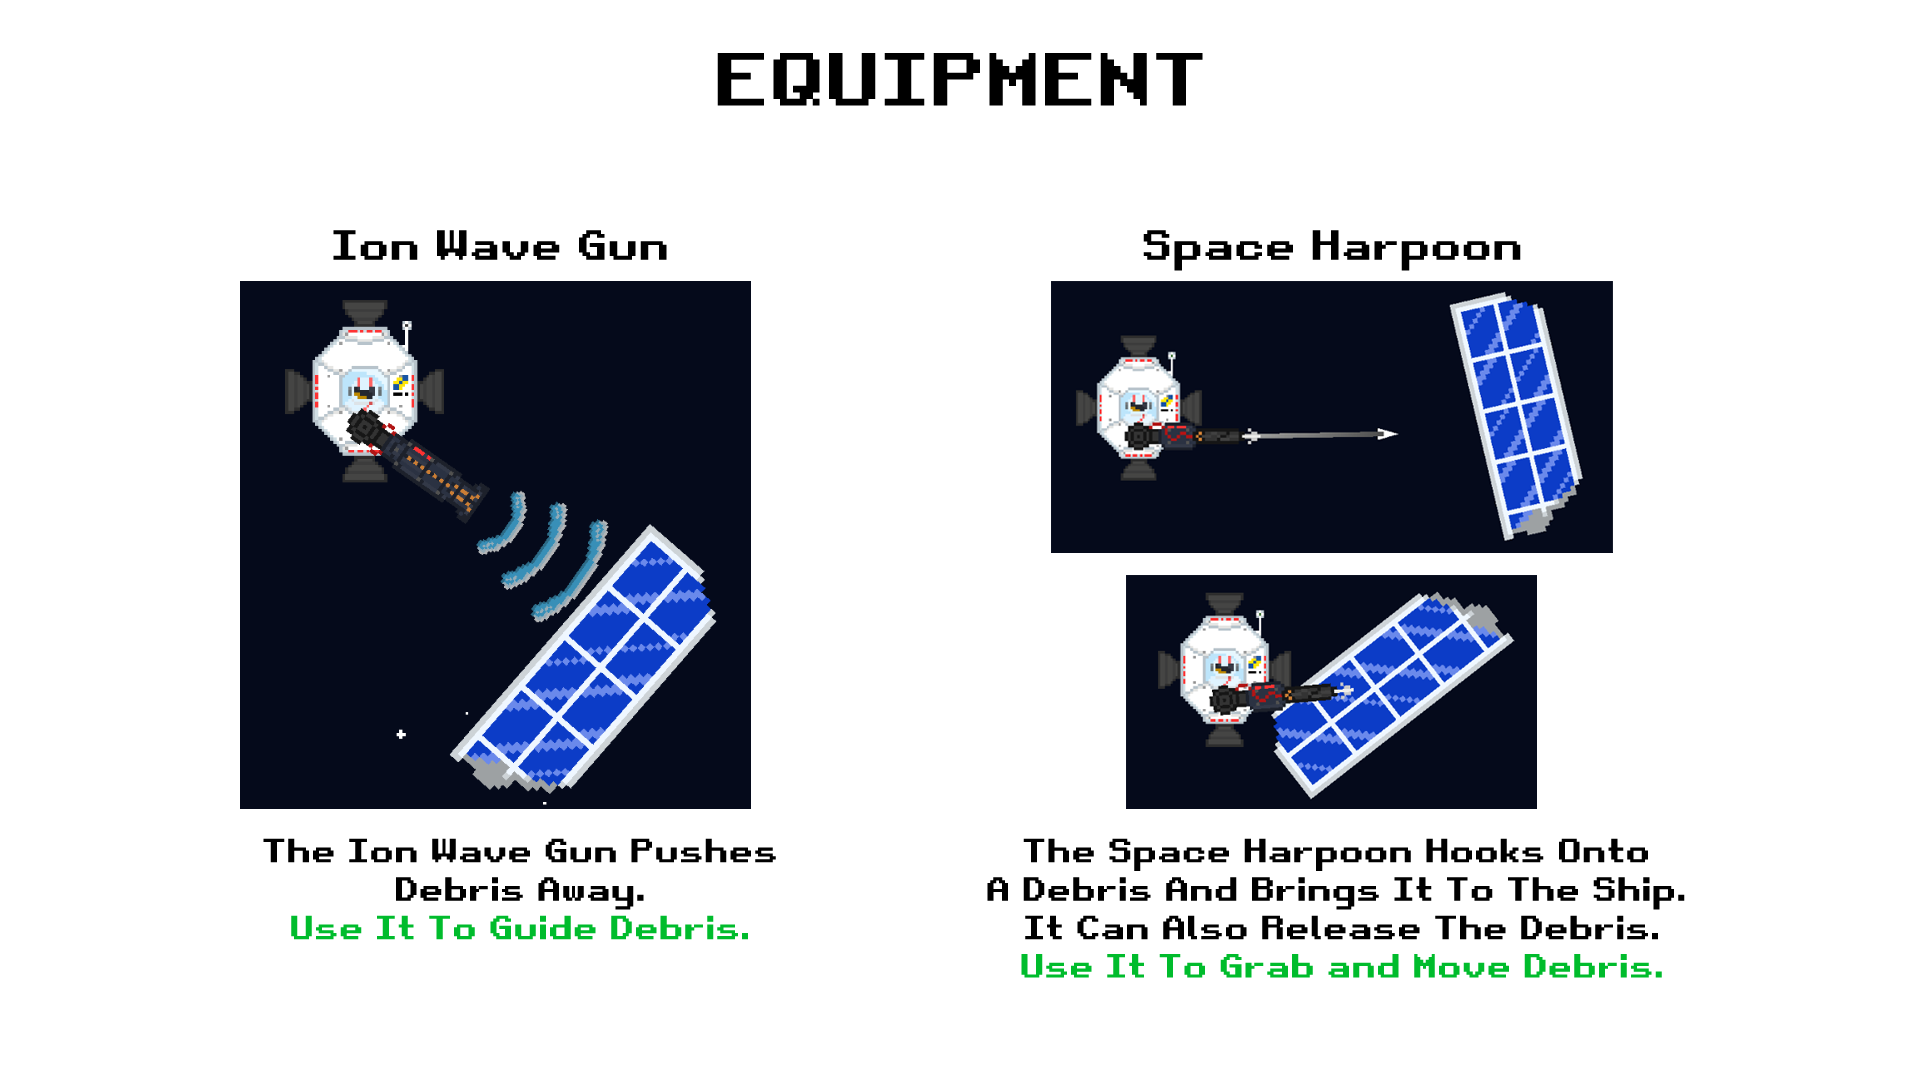 EQUIPMENT
Ion Wave Gun
The Ion Wave Gun Pushes
Debris Away.
Use It To Guide Debris.
Space Harpoon
The Space Harpoon Hooks Onto
A Debris And Brings It To The Ship.
It Can Also Release The Debris.
Use It To Grab and Move Debris.